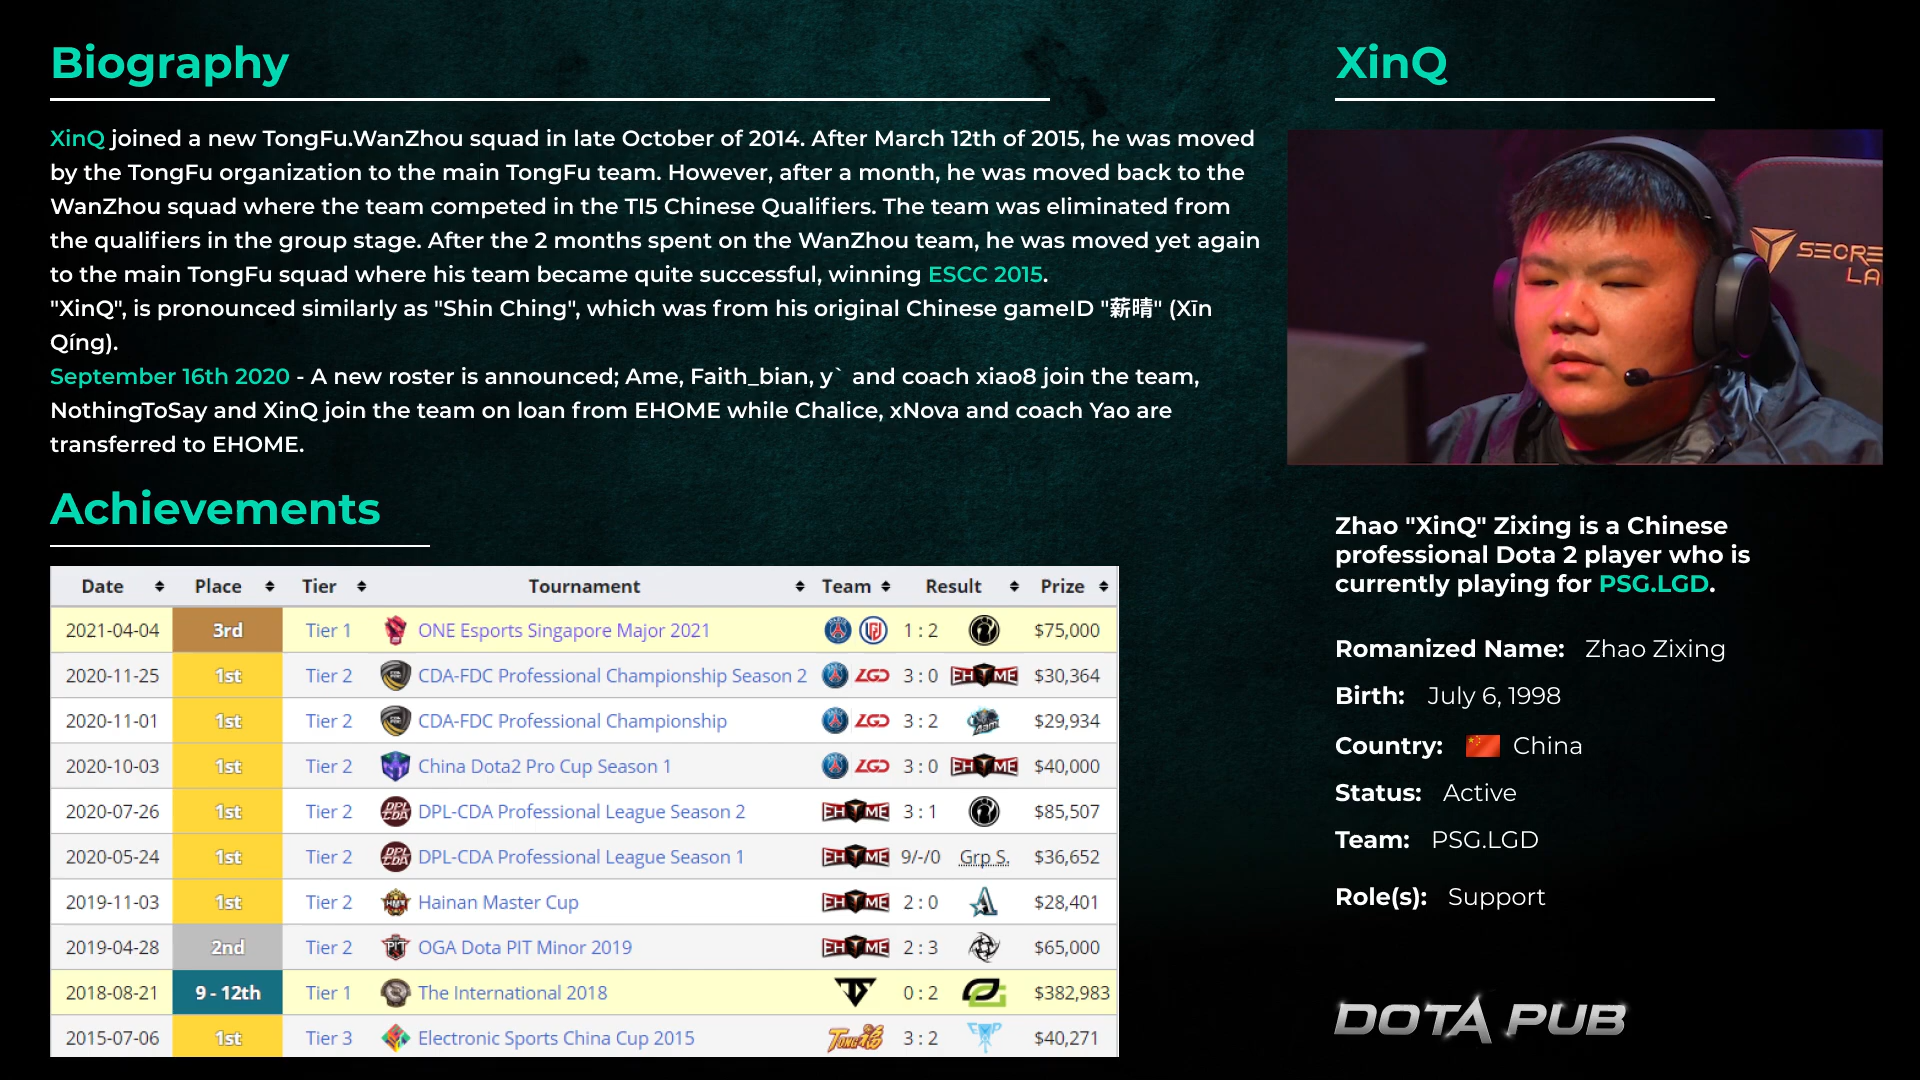 Biography
XinQ joined a new TongFu.WanZhou squad in late October of 2014. After March 12th of 2015, he was moved
by the TongFu organization to the main TongFu team. However, after a month, he was moved back to the
WanZhou squad where the team competed in the TI5 Chinese Qualifiers. The team was eliminated from
the qualifiers in the group stage. After the 2 months spent on the WanZhou team, he was moved yet again
to the main TongFu squad where his team became quite successful, winning ESCC 2015.
"XinQ", is pronounced similarly as "Shin Ching", which was from his original Chinese gameID "薪晴" (Xīn
Qíng).
September 16th 2020 - A new roster is announced; Ame, Faith_bian, y` and coach xiao8 join the team,
NothingToSay and XinQ join the team on loan from EHOME while Chalice, xNova and coach Yao are
transferred to EHOME.
Achievements
Date Place Tier Tournament Team Result Prize
2021-04-04 3rd Tier 1 ONE Esports Singapore Major 2021 1 : 2 $75,000
2020-11-25 1st Tier 2 CDA-FDC Professional Championship Season 2 LGD 3 : 0 EHOME $30,364
2020-11-01 1st Tier 2 CDA-FDC Professional Championship LGD 3 : 2 $29,934
2020-10-03 1st Tier 2 China Dota2 Pro Cup Season 1 LGD 3 : 0 EHOME $40,000
2020-07-26 1st Tier 2 DPL CDA DPL-CDA Professional League Season 2 EHOME 3 : 1 $85,507
2020-05-24 1st Tier 2 DPL CDA DPL-CDA Professional League Season 1 EHOME 9/-/0 Grp S. $36,652
2019-11-03 1st Tier 2 Hainan Master Cup EHOME 2 : 0 $28,401
2019-04-28 2nd Tier 2 PIT OGA Dota PIT Minor 2019 EHOME 2 : 3 $65,000
2018-08-21 9 - 12th Tier 1 The International 2018 0 : 2 $382,983
2015-07-06 1st Tier 3 Electronic Sports China Cup 2015 3 : 2 $40,271
XinQ
SECRE
LA
Zhao "XinQ" Zixing is a Chinese
professional Dota 2 player who is
currently playing for PSG.LGD.
Romanized Name: Zhao Zixing
Birth: July 6, 1998
Country: China
Status: Active
Team: PSG.LGD
Role(s): Support
DOTA PUB